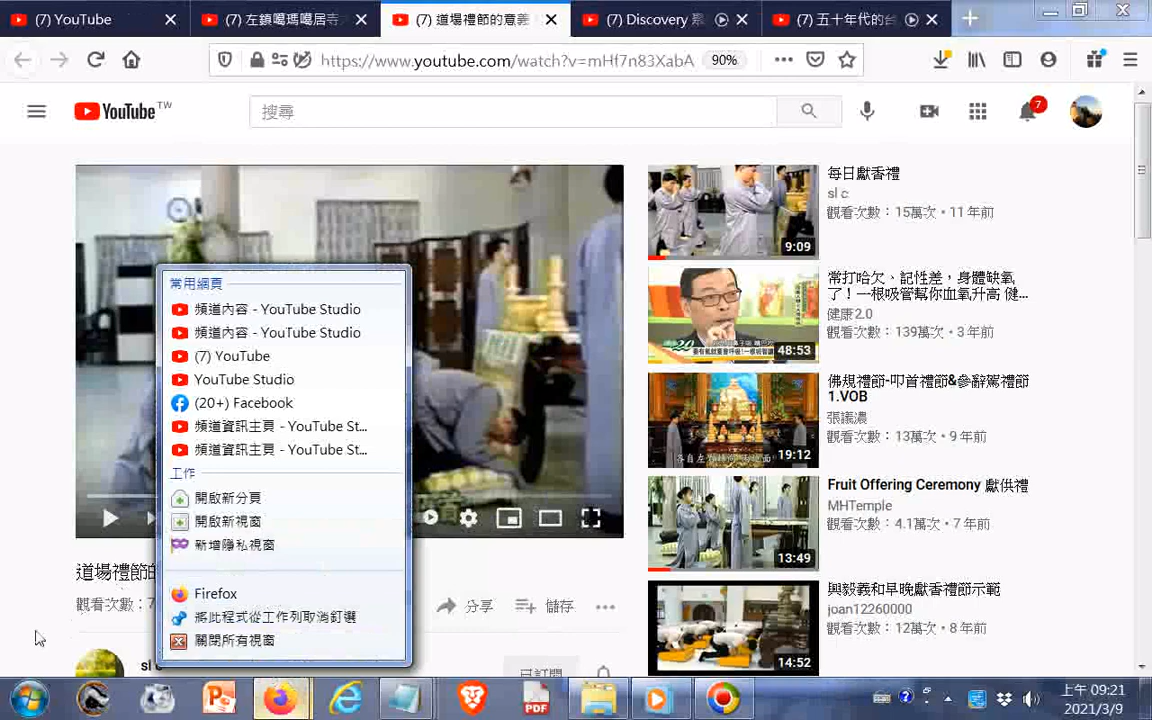 (7) YouTube
(7) 左鎮噶瑪噶居寺
(7) 道場禮節的意義
(7) Discovery
(7) 五十年代的台
https://www.youtube.com/watch?v=mHf7n83XabA
90%
YouTube TW
搜尋
7
每日獻香禮
sl c
觀看次數：15萬次 • 11 年前
9:09
常打哈欠、記性差，身體缺氧
了！一根吸管幫你血氧升高 健...
健康2.0
觀看次數：139萬次 • 3 年前
48:53
佛規禮節-叩首禮節&參辭駕禮節
1.VOB
張議濃
觀看次數：13萬次 • 9 年前
19:12
Fruit Offering Ceremony 獻供禮
MHTemple
觀看次數：4.1萬次 • 7 年前
13:49
與毅義和早晚獻香禮節示範
joan12260000
觀看次數：12萬次 • 8 年前
14:52
常用網頁
頻道內容 - YouTube Studio
頻道內容 - YouTube Studio
(7) YouTube
YouTube Studio
(20+) Facebook
頻道資訊主頁 - YouTube St...
頻道資訊主頁 - YouTube St...
工作
開啟新分頁
開啟新視窗
新增隱私視窗
Firefox
將此程式從工作列取消釘選
關閉所有視窗
道場禮節的
觀看次數：7
分享
儲存
sl c
已訂閱
PDF
上午 09:21
2021/3/9